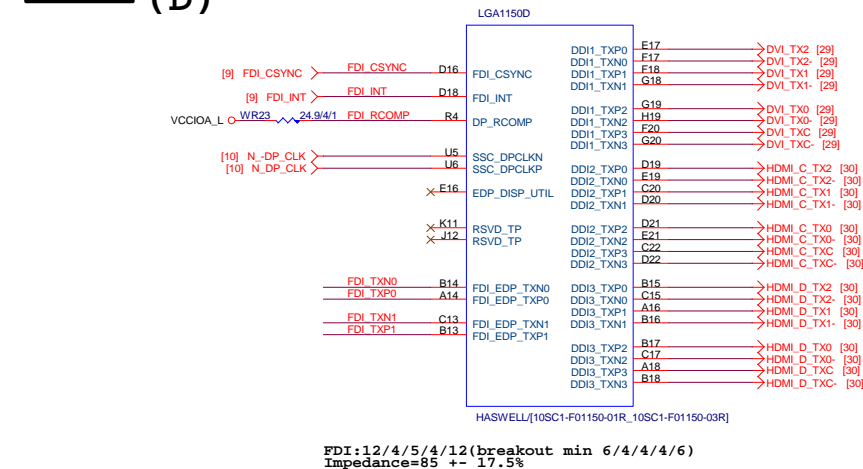 (D)
LGA1150D
[9] FDI_CSYNC FDI_CSYNC D16 FDI_CSYNC
[9] FDI_INT FDI_INT D18 FDI_INT
VCCIOA_L WR23 24.9/4/1 FDI_RCOMP R4 DP_RCOMP
[10] N_-DP_CLK U5 SSC_DPCLKN
[10] N_DP_CLK U6 SSC_DPCLKP
E16 EDP_DISP_UTIL
K11 RSVD_TP
J12 RSVD_TP
FDI_TXN0 B14 FDI_EDP_TXN0
FDI_TXP0 A14 FDI_EDP_TXP0
FDI_TXN1 C13 FDI_EDP_TXN1
FDI_TXP1 B13 FDI_EDP_TXP1
DDI1_TXP0 E17 DVI_TX2 [29]
DDI1_TXN0 F17 DVI_TX2- [29]
DDI1_TXP1 F18 DVI_TX1 [29]
DDI1_TXN1 G18 DVI_TX1- [29]
DDI1_TXP2 G19 DVI_TX0 [29]
DDI1_TXN2 H19 DVI_TX0- [29]
DDI1_TXP3 F20 DVI_TXC [29]
DDI1_TXN3 G20 DVI_TXC- [29]
DDI2_TXP0 D19 HDMI_C_TX2 [30]
DDI2_TXN0 E19 HDMI_C_TX2- [30]
DDI2_TXP1 C20 HDMI_C_TX1 [30]
DDI2_TXN1 D20 HDMI_C_TX1- [30]
DDI2_TXP2 D21 HDMI_C_TX0 [30]
DDI2_TXN2 E21 HDMI_C_TX0- [30]
DDI2_TXP3 C22 HDMI_C_TXC [30]
DDI2_TXN3 D22 HDMI_C_TXC- [30]
DDI3_TXP0 B15 HDMI_D_TX2 [30]
DDI3_TXN0 C15 HDMI_D_TX2- [30]
DDI3_TXP1 A16 HDMI_D_TX1 [30]
DDI3_TXN1 B16 HDMI_D_TX1- [30]
DDI3_TXP2 B17 HDMI_D_TX0 [30]
DDI3_TXN2 C17 HDMI_D_TX0- [30]
DDI3_TXP3 A18 HDMI_D_TXC [30]
DDI3_TXN3 B18 HDMI_D_TXC- [30]
HASWELL/[10SC1-F01150-01R_10SC1-F01150-03R]
FDI:12/4/5/4/12(breakout min 6/4/4/4/6)
Impedance=85 +- 17.5%